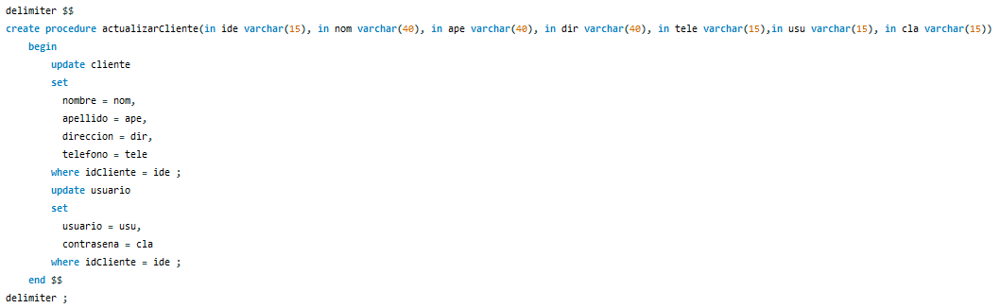 delimiter $$
create procedure actualizarCliente(in ide varchar(15), in nom varchar(40), in ape varchar(40), in dir varchar(40), in tele varchar(15),in usu varchar(15), in cla varchar(15))
begin
update cliente
set
nombre = nom,
apellido = ape,
direccion = dir,
telefono = tele
where idCliente = ide ;
update usuario
set
usuario = usu,
contrasena = cla
where idCliente = ide ;
end $$
delimiter ;